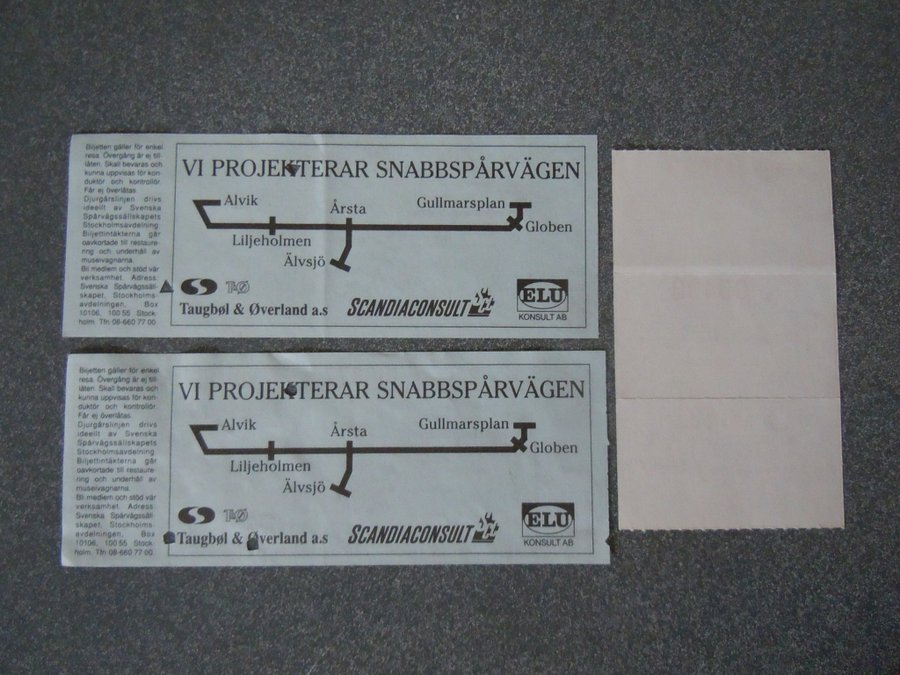 Biljetten gäller för enkel
resa. Övergång är ej till-
låten. Skall bevaras och
kunna uppvisas för kon-
duktör och kontrollör.
Får ej överlåtas.
Djurgårslinjen drivs
ideellt av Svenska
Spårvägssällskapets
Stockholmsavdelning.
Biljettintäkterna går
oavkortade till restaure-
ring och underhåll av
museivagnarna.
Bli medlem och stöd vår
verksamhet. Adress:
Svenska Spårvägssäll-
skapet, Stockholms-
avdelningen, Box
10106, 100 55 Stock-
holm. Tfn 08-660 77 00
VI PROJEKTERAR SNABBSPÅRVÄGEN
Alvik
Årsta
Gullmarsplan
Globen
Liljeholmen
Älvsjö
TØ
Taugbøl & Øverland a.s
SCANDIACONSULT
ELU
KONSULT AB
Biljetten gäller för enkel
resa. Övergång är ej till-
låten. Skall bevaras och
kunna uppvisas för kon-
duktör och kontrollör.
Får ej överlåtas.
Djurgårslinjen drivs
ideellt av Svenska
Spårvägssällskapets
Stockholmsavdelning.
Biljettintäkterna går
oavkortade till restaure-
ring och underhåll av
museivagnarna.
Bli medlem och stöd vår
verksamhet. Adress:
Svenska Spårvägssäll-
skapet, Stockholms-
avdelningen, Box
10106, 100 55 Stock-
holm. Tfn 08-660 77 00
VI PROJEKTERAR SNABBSPÅRVÄGEN
Alvik
Årsta
Gullmarsplan
Globen
Liljeholmen
Älvsjö
TØ
Taugbøl & Øverland a.s
SCANDIACONSULT
ELU
KONSULT AB